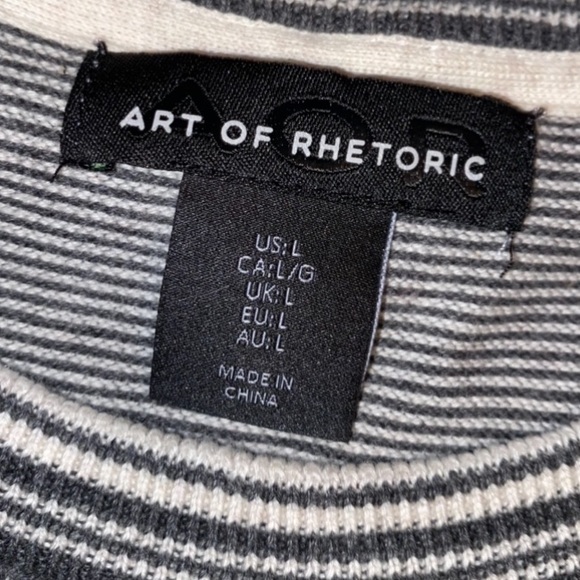 AOR
ART OF RHETORIC
US: L
CA: L/G
UK: L
EU: L
AU: L
MADE IN
CHINA